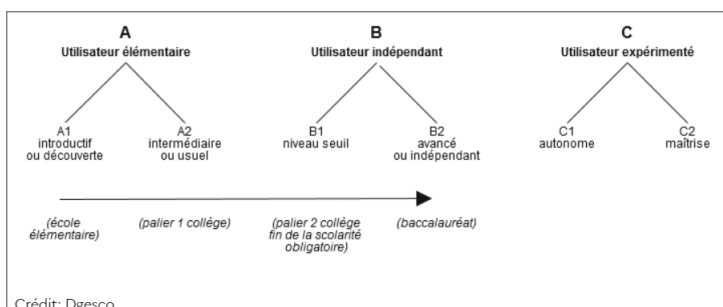 A B C
Utilisateur élémentaire Utilisateur indépendant Utilisateur expérimenté
A1 A2 B1 B2 C1 C2
introductif intermédiaire niveau seuil avancé autonome maîtrise
ou découverte ou usuel ou indépendant
(école (palier 1 collège) (palier 2 collège (baccalauréat)
élémentaire) fin de la scolarité
obligatoire)
Crédit: Dgesco